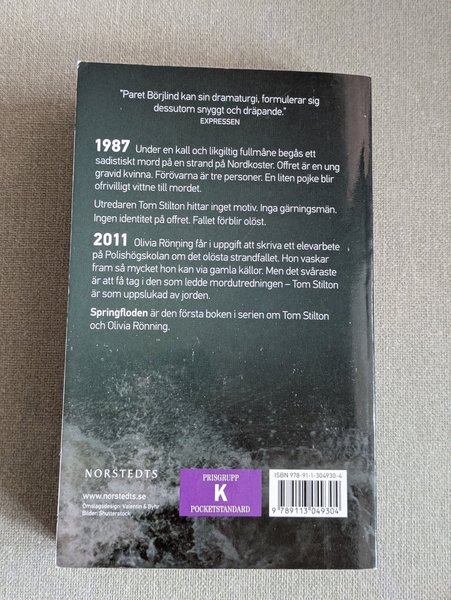 "Paret Börjlind kan sin dramaturgi, formulerar sig
dessutom snyggt och dräpande."
EXPRESSEN
1987 Under en kall och likgiltig fullmåne begås ett
sadistiskt mord på en strand på Nordkoster. Offret är en ung
gravid kvinna. Förövarna är tre personer. En liten pojke blir
ofrivilligt vittne till mordet.
Utredaren Tom Stilton hittar inget motiv. Inga gärningsmän.
Ingen identitet på offret. Fallet förblir olöst.
2011 Olivia Rönning får i uppgift att skriva ett elevarbete
på Polishögskolan om det olösta strandfallet. Hon vaskar
fram så mycket hon kan via gamla källor. Men det svåraste
är att få tag i den som ledde mordutredningen – Tom Stilton
är som uppslukad av jorden.
Springfloden är den första boken i serien om Tom Stilton
och Olivia Rönning.
NORSTEDTS
www.norstedts.se
Omslagsdesign: Valentin & Byhr
Bilder: Shutterstock
PRISGRUPP
K
POCKETSTANDARD
ISBN 978-91-1-304930-4
9 789113 049304